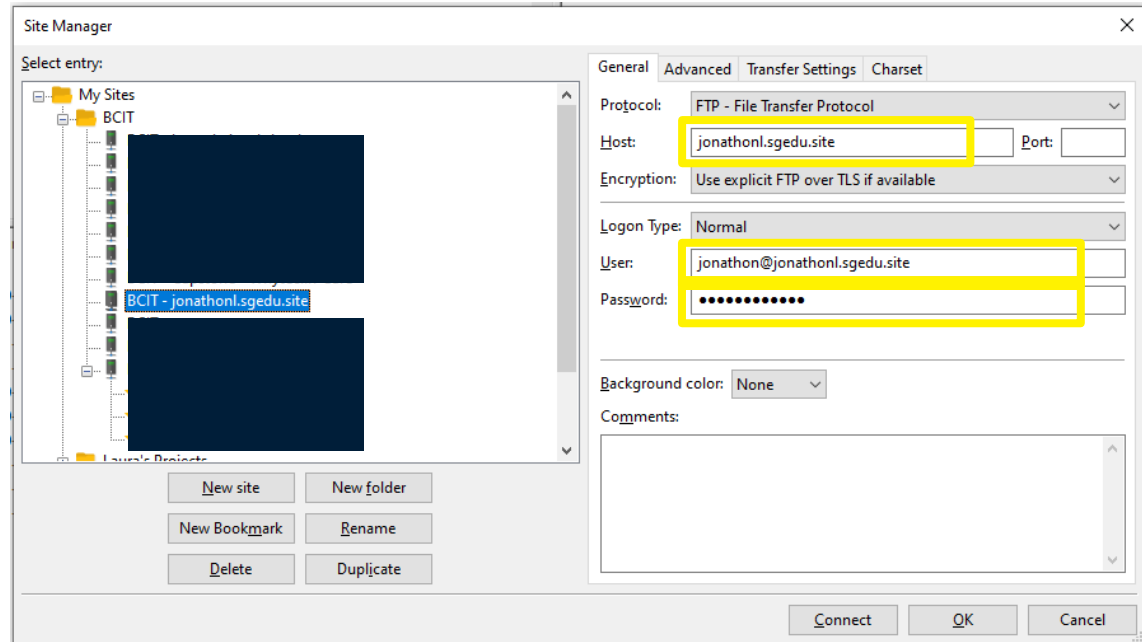 Site Manager
Select entry:
My Sites
BCIT
BCIT - jonathonl.sgedu.site
Laura's Projects
New site
New folder
New Bookmark
Rename
Delete
Duplicate
General
Advanced
Transfer Settings
Charset
Protocol:
FTP - File Transfer Protocol
Host:
jonathonl.sgedu.site
Port:
Encryption:
Use explicit FTP over TLS if available
Logon Type:
Normal
User:
jonathon@jonathonl.sgedu.site
Password:
●●●●●●●●●●●●
Background color:
None
Comments:
Connect
OK
Cancel